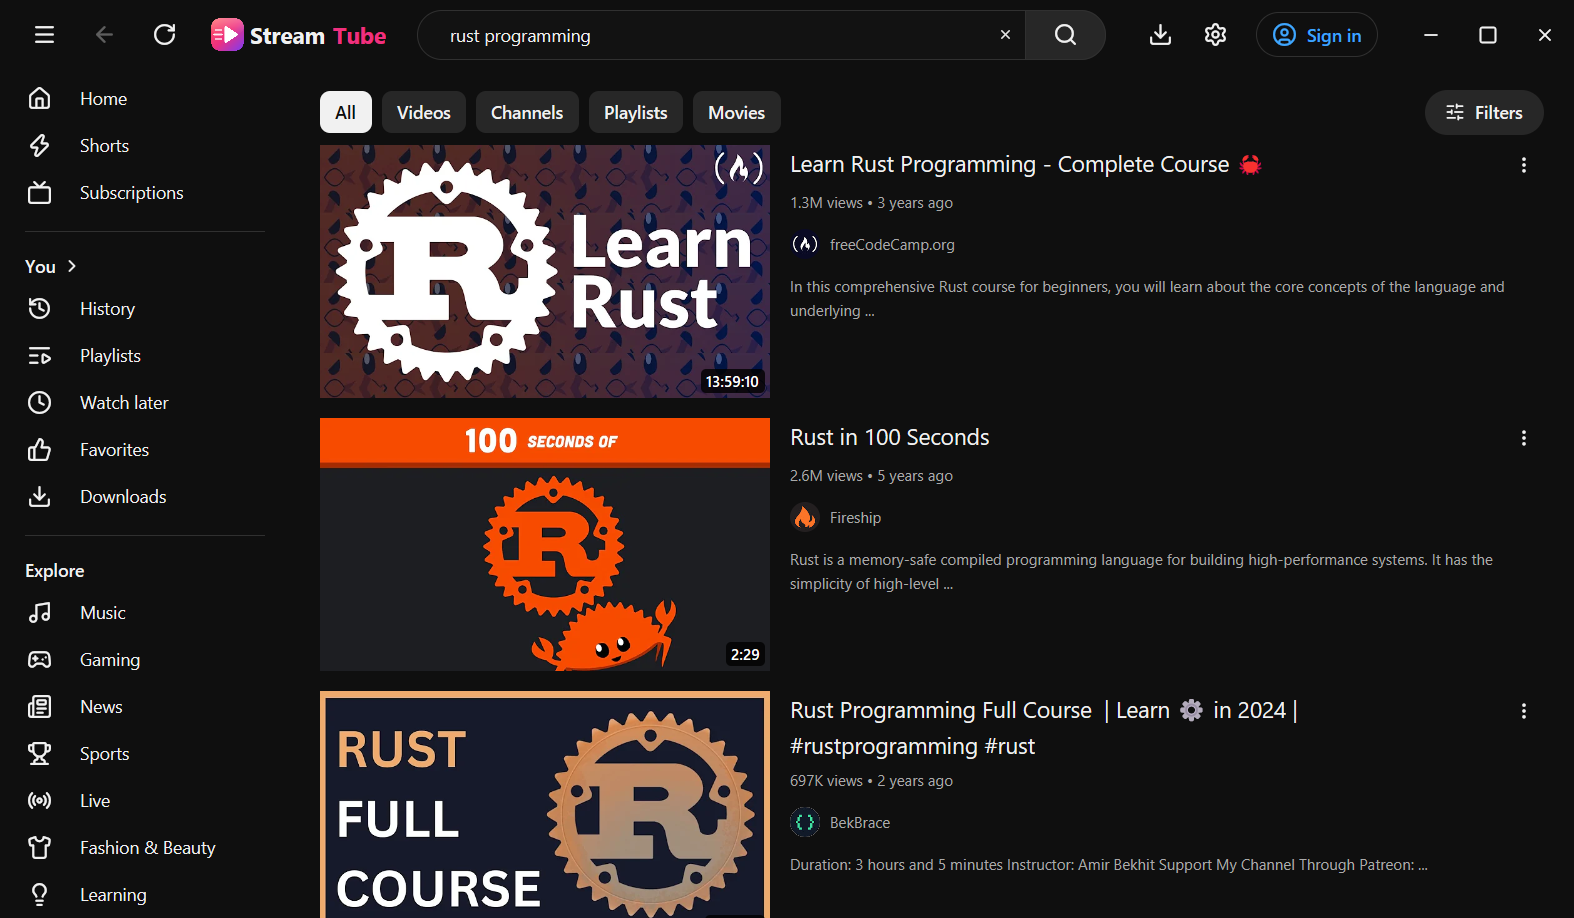 Stream Tube
rust programming
Sign in
Home
Shorts
Subscriptions
You
History
Playlists
Watch later
Favorites
Downloads
Explore
Music
Gaming
News
Sports
Live
Fashion & Beauty
Learning
All
Videos
Channels
Playlists
Movies
Filters
R
Learn
Rust
13:59:10
Learn Rust Programming - Complete Course 🦀
1.3M views • 3 years ago
freeCodeCamp.org
In this comprehensive Rust course for beginners, you will learn about the core concepts of the language and
underlying ...
100 SECONDS OF
R
2:29
Rust in 100 Seconds
2.6M views • 5 years ago
Fireship
Rust is a memory-safe compiled programming language for building high-performance systems. It has the
simplicity of high-level ...
RUST
FULL
COURSE
R
Rust Programming Full Course | Learn ⚙️ in 2024 |
#rustprogramming #rust
697K views • 2 years ago
BekBrace
Duration: 3 hours and 5 minutes Instructor: Amir Bekhit Support My Channel Through Patreon: ...